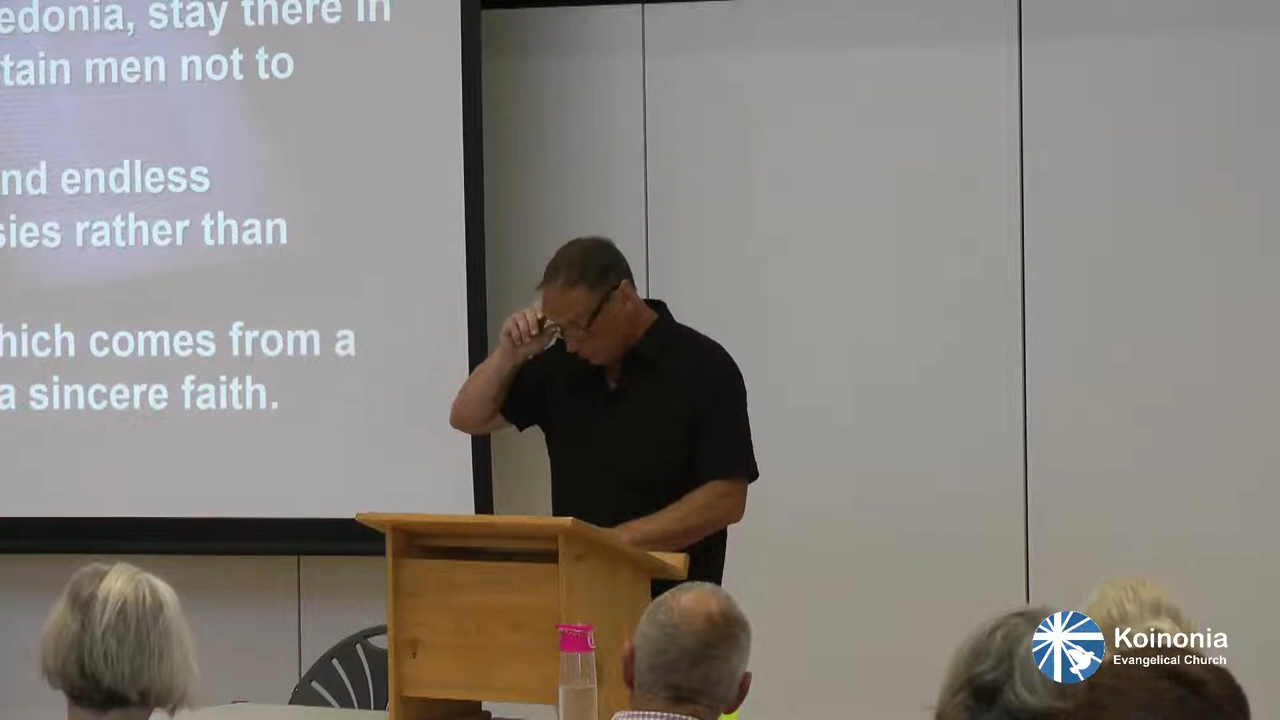 edonia, stay there in
tain men not to
nd endless
sies rather than
hich comes from a
a sincere faith.
Koinonia
Evangelical Church